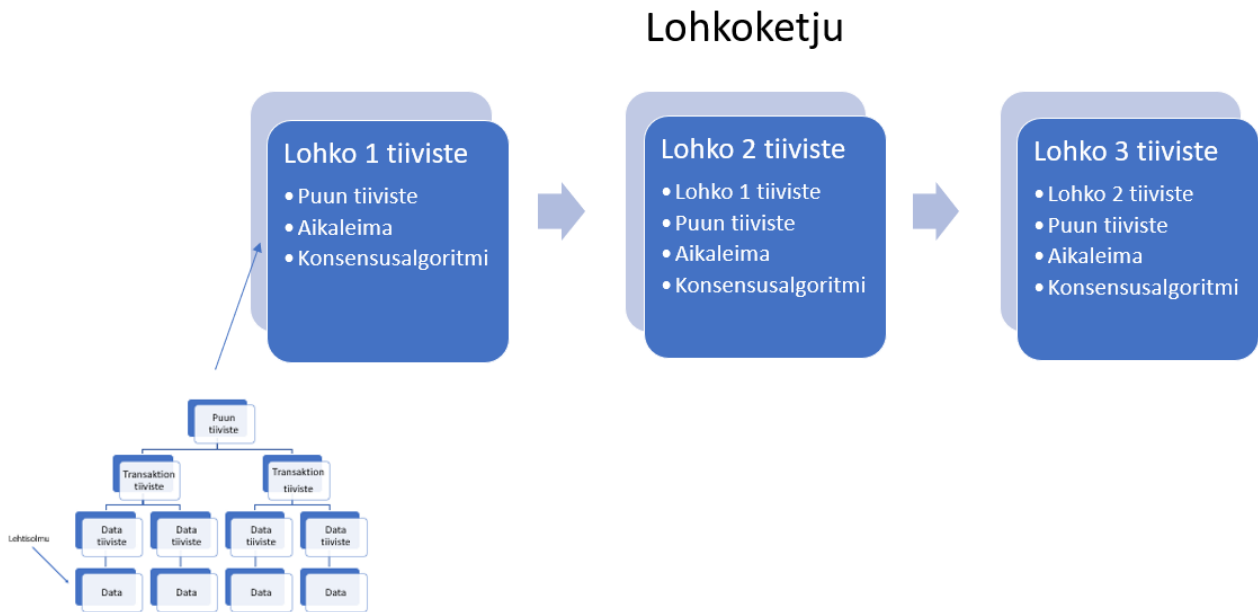 Lohkoketju
Lohko 1 tiiviste
• Puun tiiviste
• Aikaleima
• Konsensusalgoritmi
Lohko 2 tiiviste
• Lohko 1 tiiviste
• Puun tiiviste
• Aikaleima
• Konsensusalgoritmi
Lohko 3 tiiviste
• Lohko 2 tiiviste
• Puun tiiviste
• Aikaleima
• Konsensusalgoritmi
Puun
tiiviste
Transaktion
tiiviste
Transaktion
tiiviste
Data
tiiviste
Data
tiiviste
Data
tiiviste
Data
tiiviste
Lehtisolmu
Data
Data
Data
Data